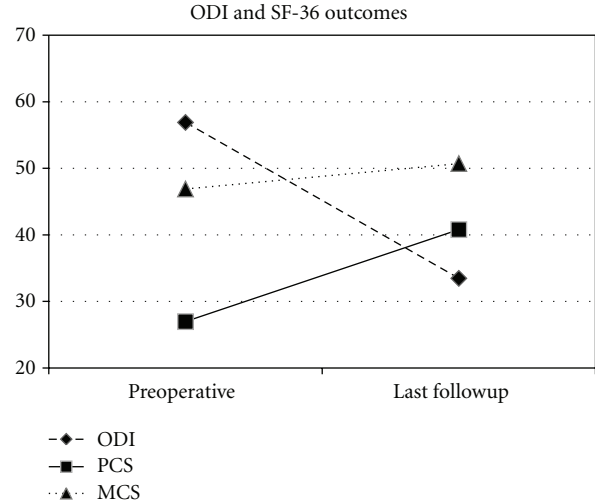 ODI and SF-36 outcomes
70
60
50
40
30
20
Preoperative Last followup
ODI
PCS
MCS